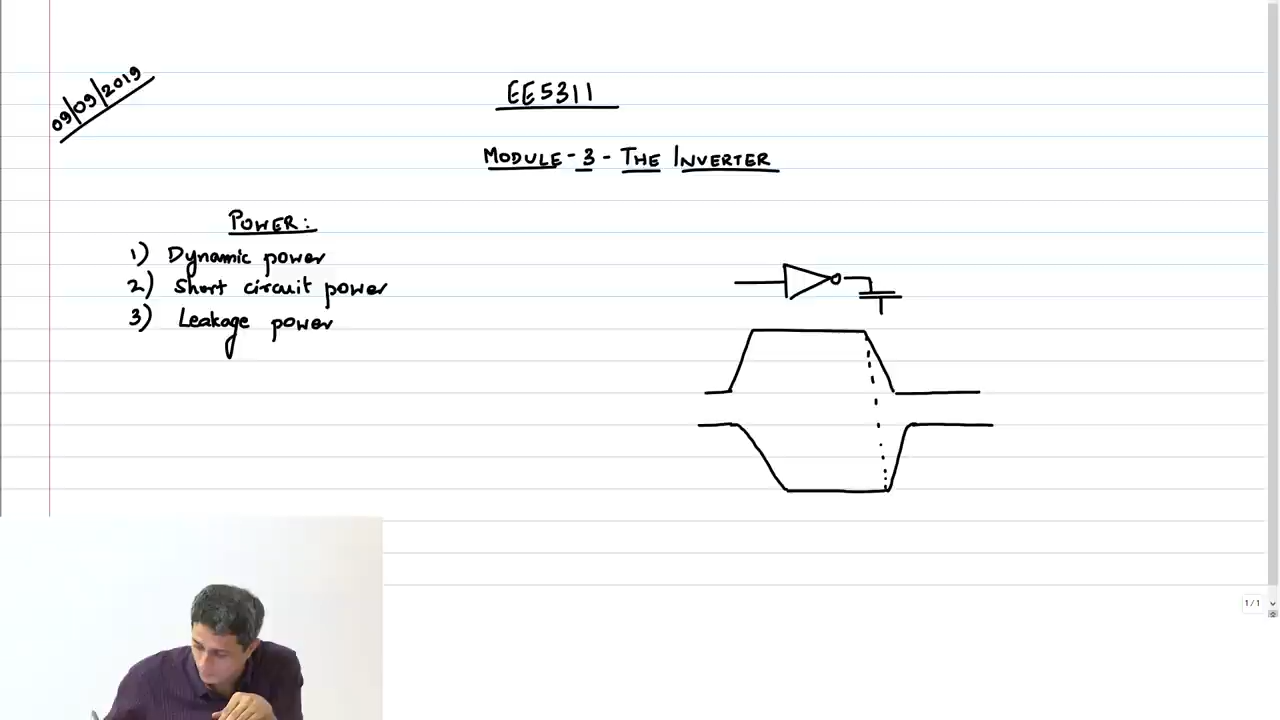 09/09/2019
EE5311
MODULE - 3 - THE INVERTER
POWER:
1) Dynamic power
2) Short circuit power
3) Leakage power
1/1